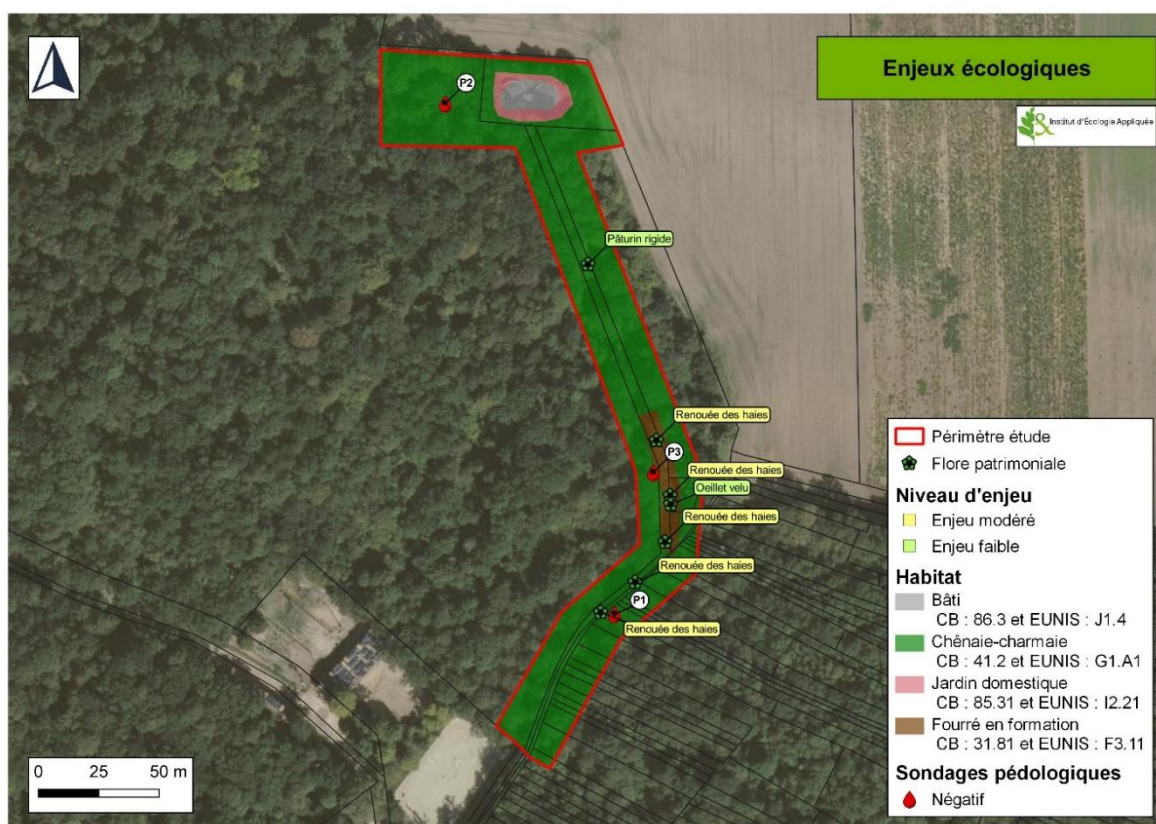 Enjeux écologiques
Institut d'Écologie Appliquée
P2
Pâturin rigide
Renouée des haies
P3
Renouée des haies
Oeillet velu
Renouée des haies
Renouée des haies
P1
Renouée des haies
Périmètre étude
Flore patrimoniale
Niveau d'enjeu
Enjeu modéré
Enjeu faible
Habitat
Bâti
CB : 86.3 et EUNIS : J1.4
Chênaie-charmaie
CB : 41.2 et EUNIS : G1.A1
Jardin domestique
CB : 85.31 et EUNIS : I2.21
Fourré en formation
CB : 31.81 et EUNIS : F3.11
Sondages pédologiques
Négatif
0 25 50 m